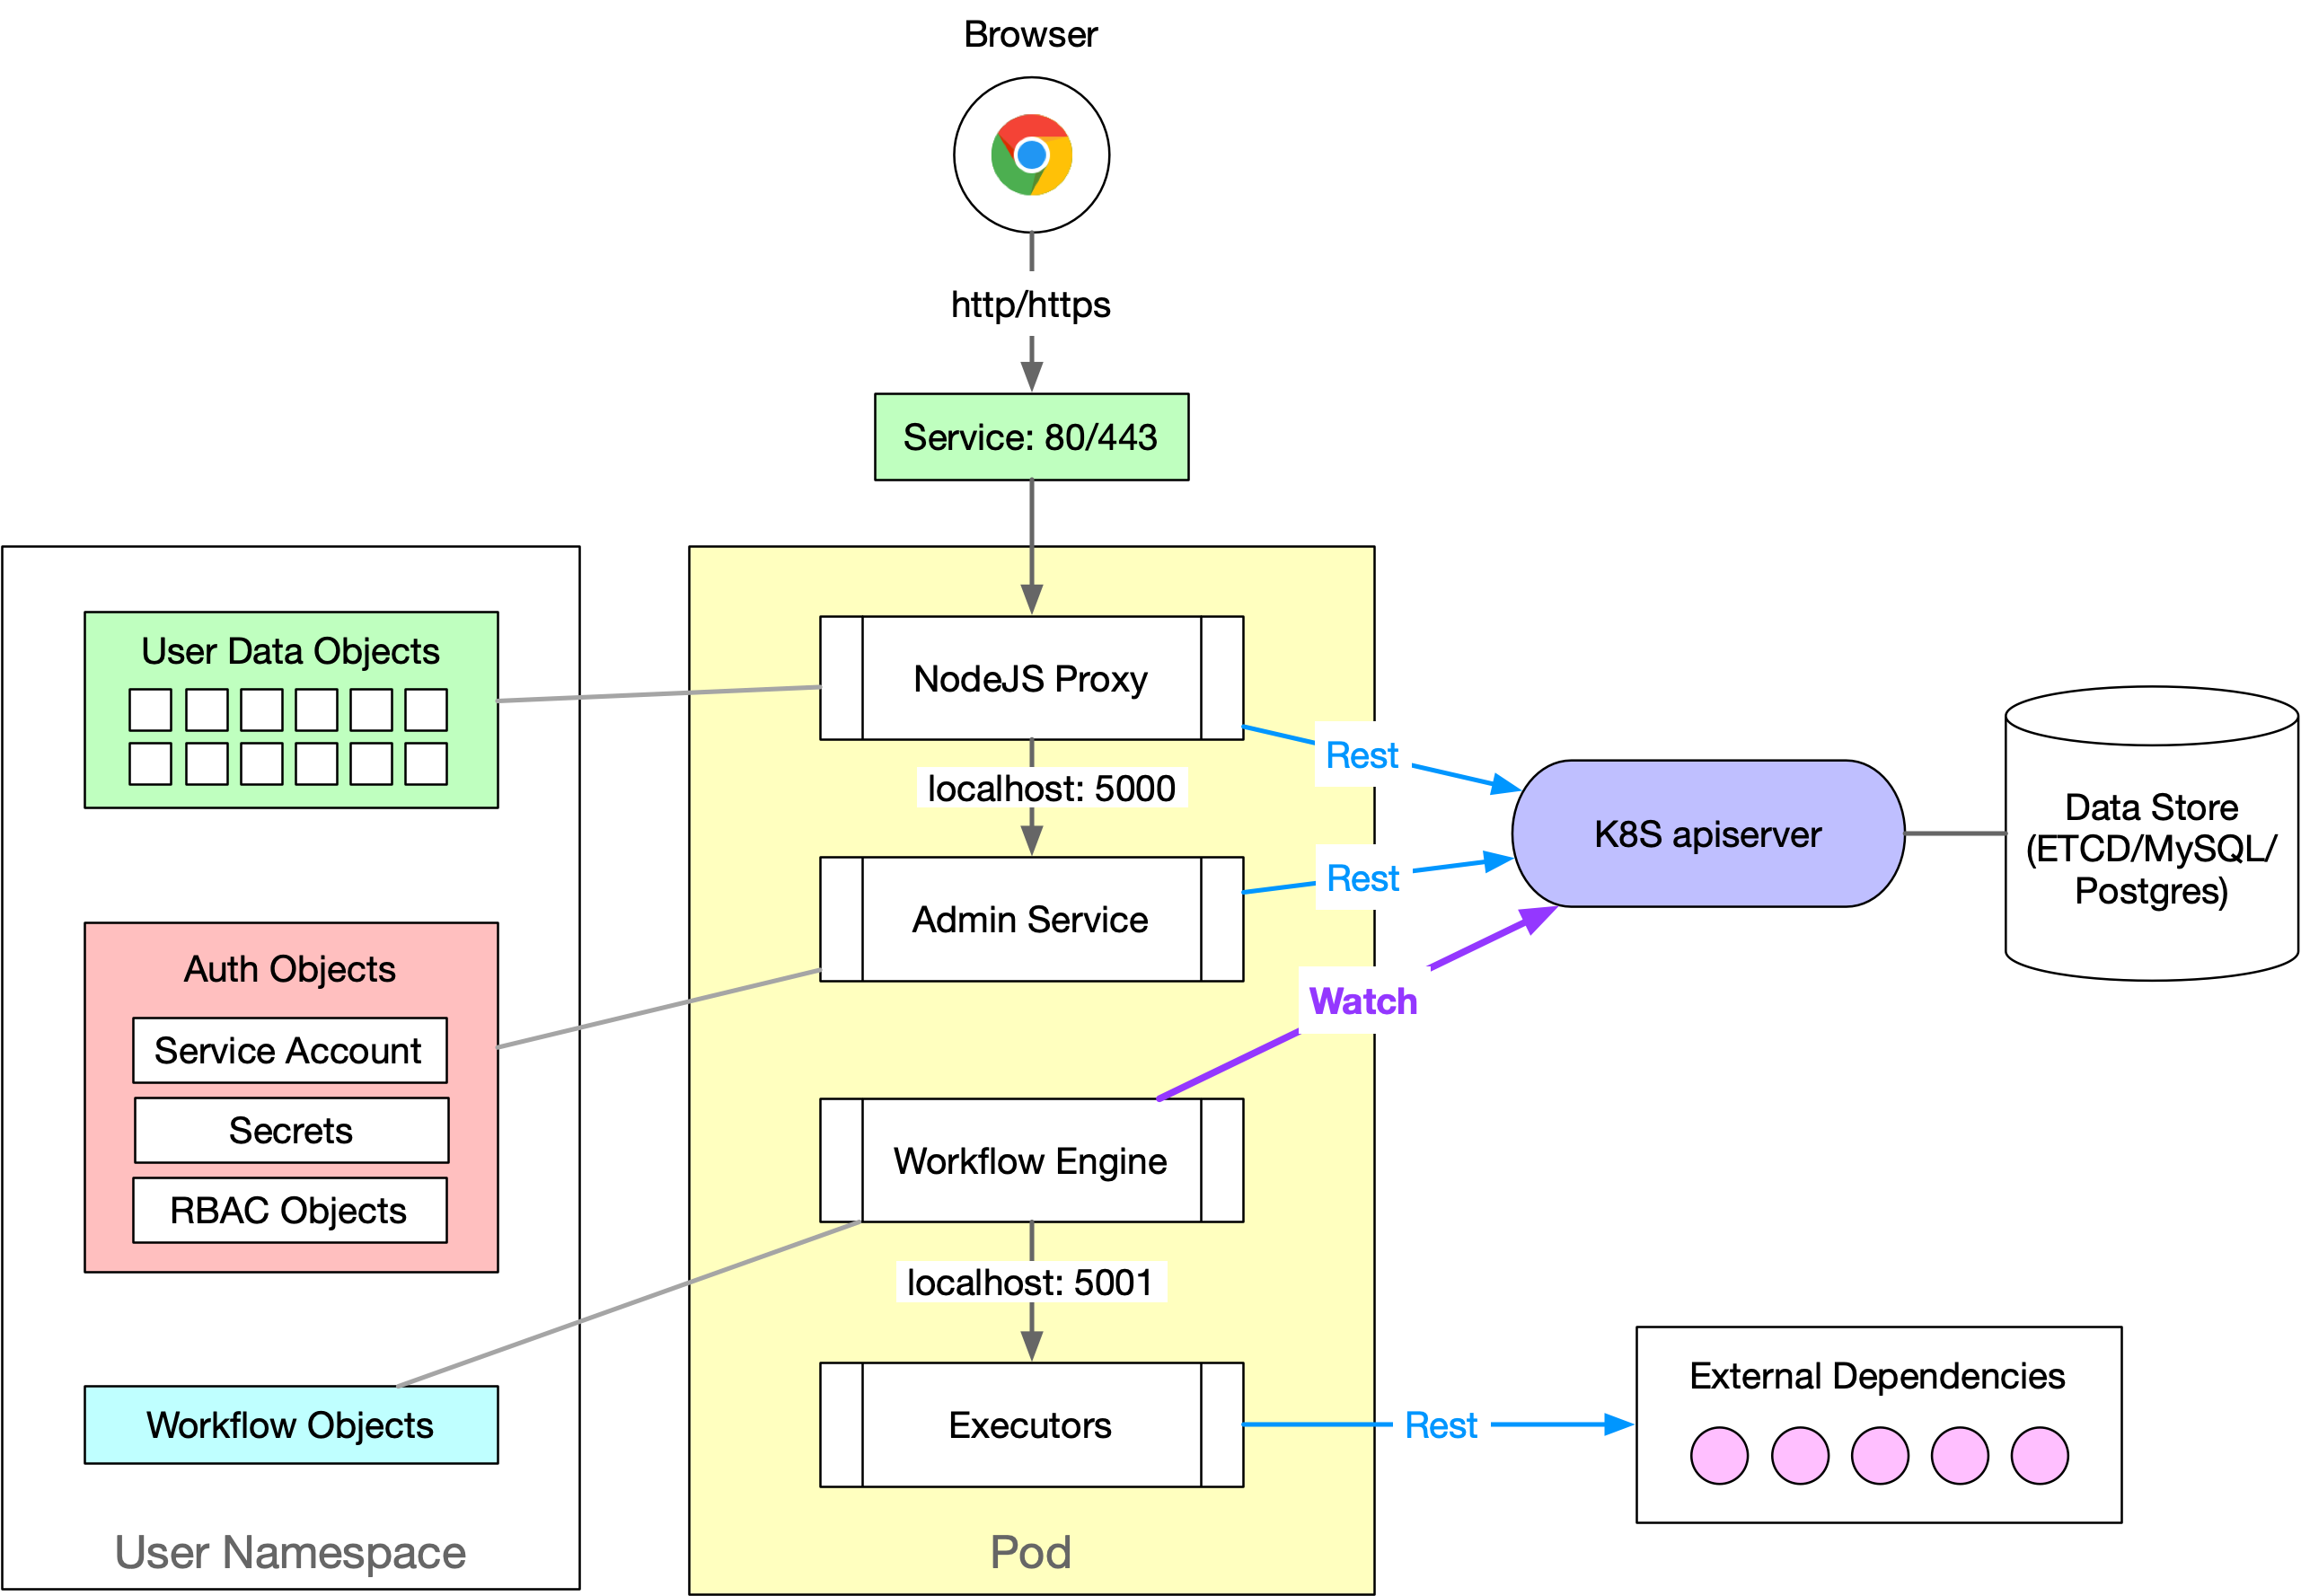 Browser
http/https
Service: 80/443
User Data Objects
NodeJS Proxy
Rest
localhost: 5000
K8S apiserver
Data Store
(ETCD/MySQL/
Postgres)
Rest
Admin Service
Auth Objects
Service Account
Secrets
RBAC Objects
Watch
Workflow Engine
localhost: 5001
Workflow Objects
Executors
Rest
External Dependencies
User Namespace
Pod